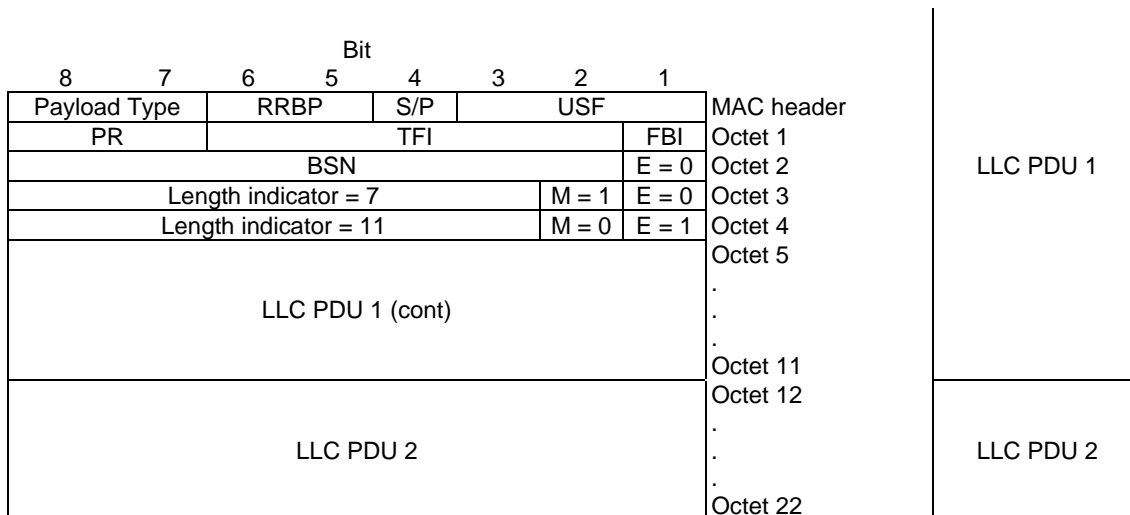 Bit
8 7 6 5 4 3 2 1
Payload Type RRBP S/P USF MAC header
PR TFI FBI Octet 1
BSN E = 0 Octet 2 LLC PDU 1
Length indicator = 7 M = 1 E = 0 Octet 3
Length indicator = 11 M = 0 E = 1 Octet 4
Octet 5
.
LLC PDU 1 (cont) .
.
Octet 11
Octet 12
.
LLC PDU 2 . LLC PDU 2
.
Octet 22